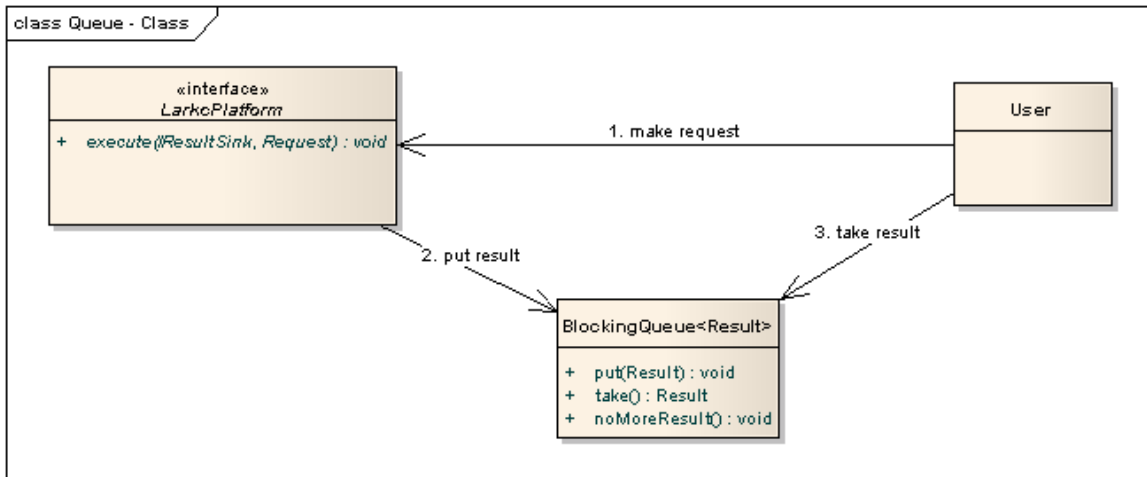 class Queue - Class
«interface»
LarkcPlatform
+ execute(IResultSink, Request) : void
User
1. make request
2. put result
3. take result
BlockingQueue<Result>
+ put(Result) : void
+ take() : Result
+ noMoreResult() : void